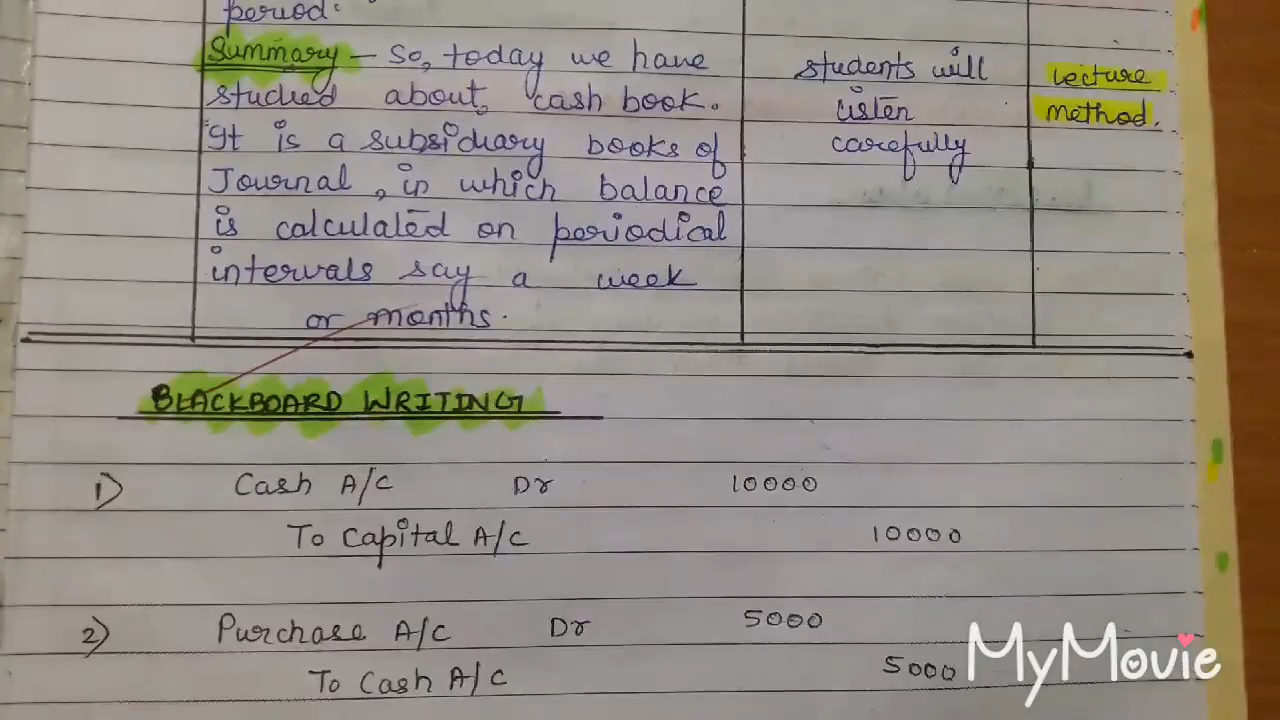 period.
Summary - So, today we have
studied about, cash book.
It is a subsidiary books of
Journal, in which balance
is calculated on periodical
intervals say a week
or months.
students will
listen
carefully
Lecture
method.
BLACKBOARD WRITING
1) Cash A/C Dr 10000
To Capital A/C 10000
2) Purchase A/C Dr 5000
To Cash A/C 5000
MyMovie